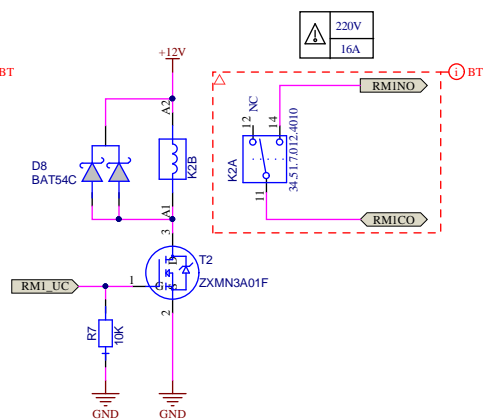 220V
16A
+12V
BT
i BT
RM1NO
A2
12
NC
14
34.51.7.012.4010
D8
BAT54C
K2B
K2A
11
A1
RM1CO
3
D
T2
ZXMN3A01F
RM1_UC
1
G
S
2
R7
10K
GND
GND